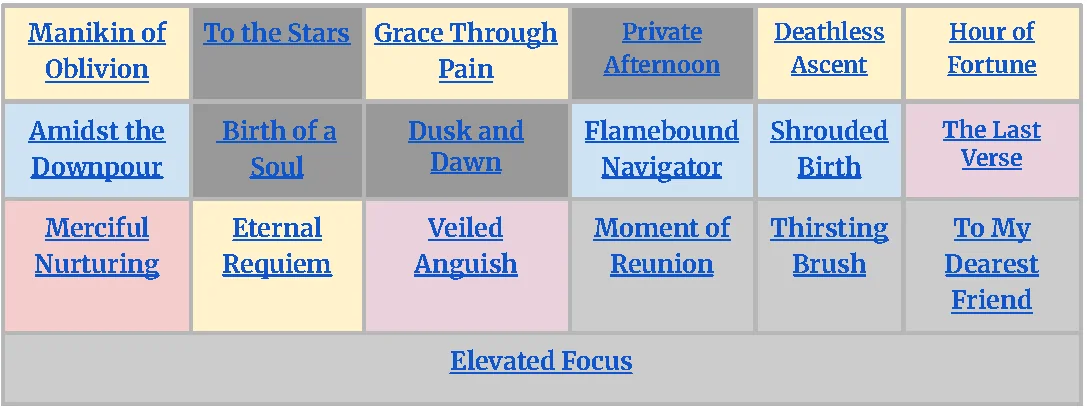 Manikin of
Oblivion
To the Stars
Grace Through
Pain
Private
Afternoon
Deathless
Ascent
Hour of
Fortune
Amidst the
Downpour
Birth of a
Soul
Dusk and
Dawn
Flamebound
Navigator
Shrouded
Birth
The Last
Verse
Merciful
Nurturing
Eternal
Requiem
Veiled
Anguish
Moment of
Reunion
Thirsting
Brush
To My
Dearest
Friend
Elevated Focus